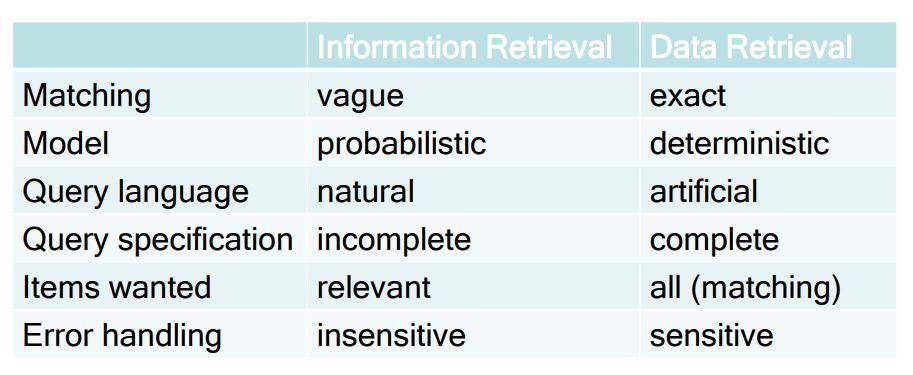 Information Retrieval Data Retrieval
Matching vague exact
Model probabilistic deterministic
Query language natural artificial
Query specification incomplete complete
Items wanted relevant all (matching)
Error handling insensitive sensitive